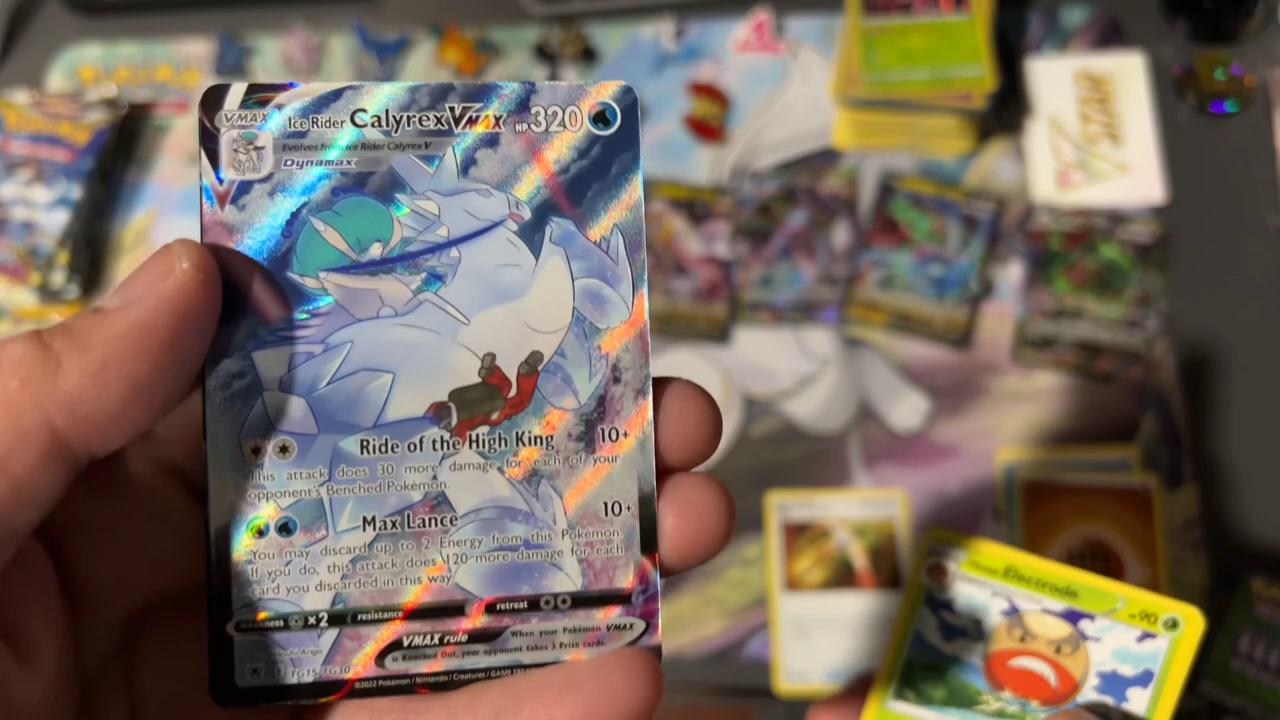 VMAX
Ice Rider Calyrex VMAX HP 320
Evolves from Ice Rider Calyrex V
Dynamax
Ride of the High King 10+
This attack does 30 more damage for each of your
opponent's Benched Pokémon.
Max Lance 10+
You may discard up to 2 Energy from this Pokémon.
If you do, this attack does 120 more damage for each
card you discarded in this way.
weakness ×2 resistance retreat
VMAX rule When your Pokémon VMAX
is Knocked Out, your opponent takes 3 Prize cards.
TG15/TG30
©2022 Pokémon / Nintendo / Creatures / GAME
VSTAR
Electrode HP 90